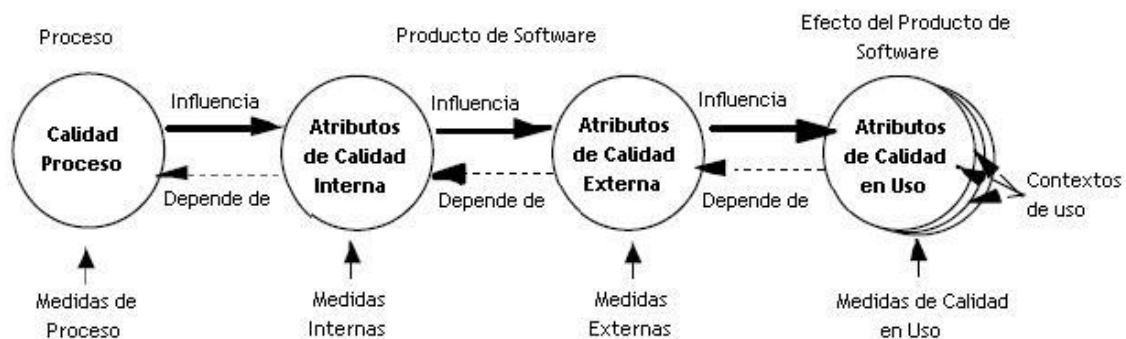 Proceso
Producto de Software
Efecto del Producto de
Software
Calidad
Proceso
Influencia
Depende de
Atributos
de Calidad
Interna
Influencia
Depende de
Atributos
de Calidad
Externa
Influencia
Depende de
Atributos
de Calidad
en Uso
Contextos
de uso
Medidas de
Proceso
Medidas
Internas
Medidas
Externas
Medidas de Calidad
en Uso